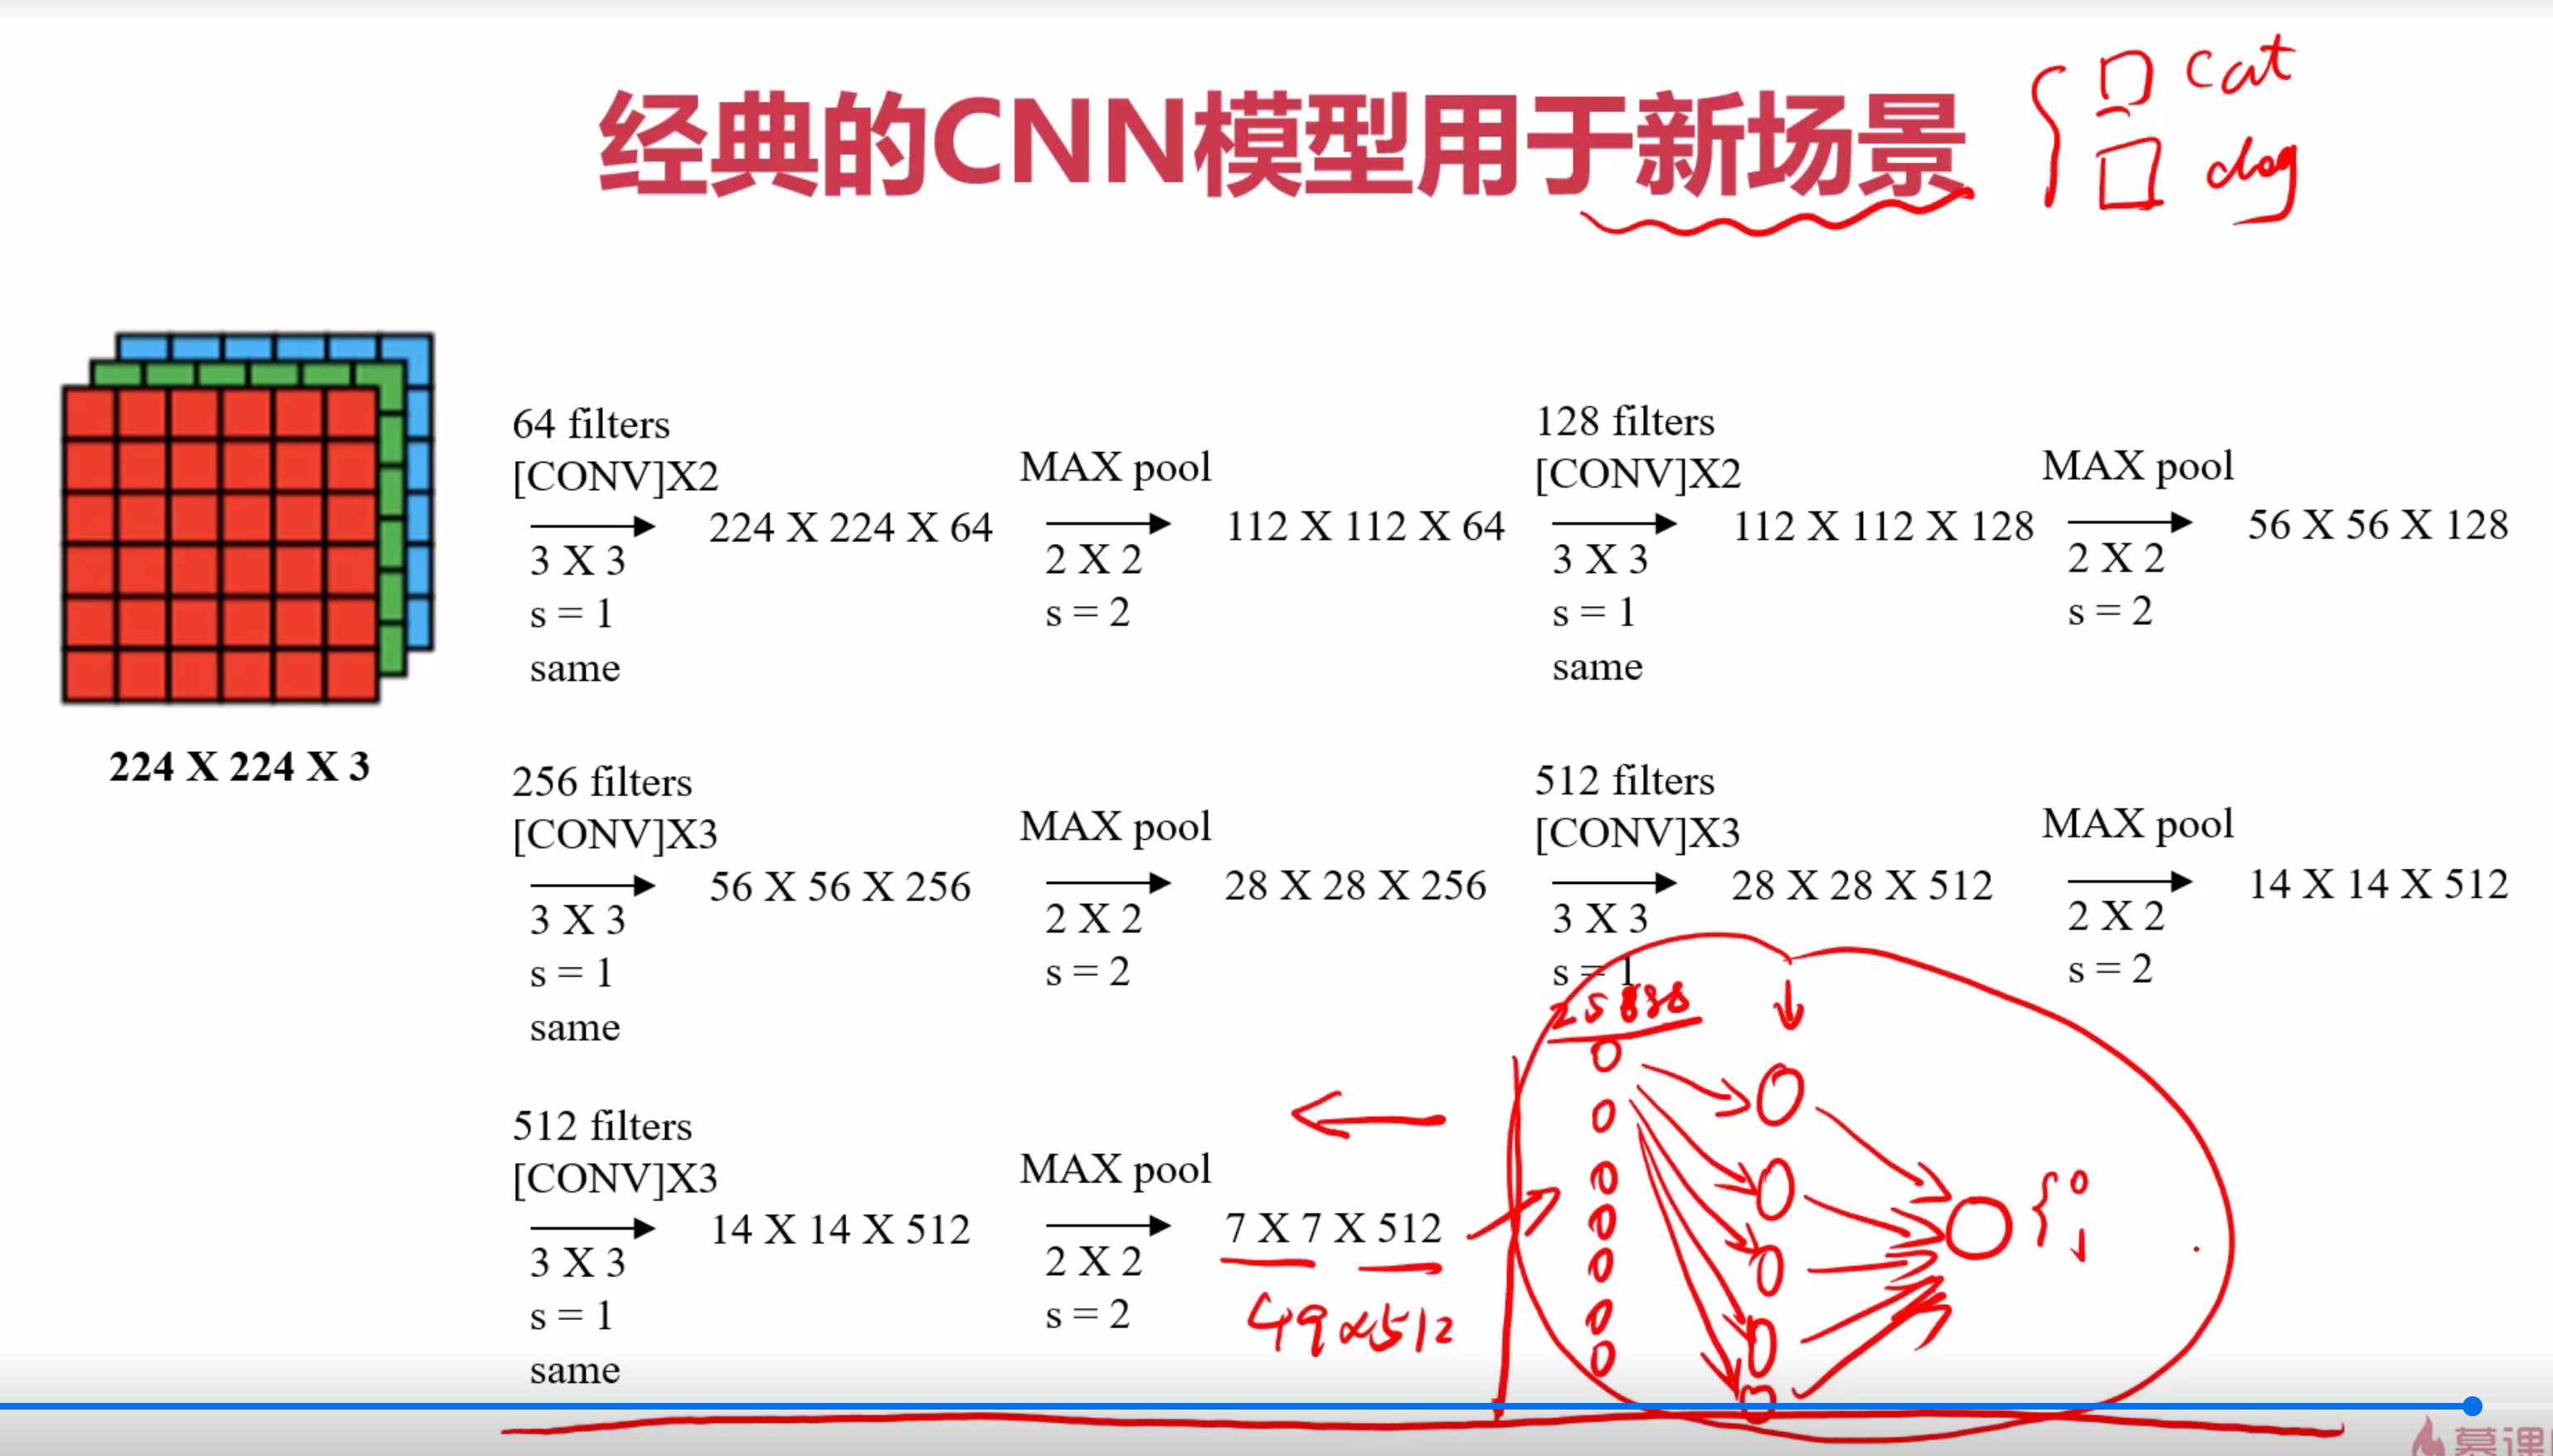 经典的CNN模型用于新场景
cat
dog
64 filters
[CONV]X2
3 X 3
s = 1
same
224 X 224 X 64
MAX pool
2 X 2
s = 2
112 X 112 X 64
128 filters
[CONV]X2
3 X 3
s = 1
same
112 X 112 X 128
MAX pool
2 X 2
s = 2
56 X 56 X 128
224 X 224 X 3
256 filters
[CONV]X3
3 X 3
s = 1
same
56 X 56 X 256
MAX pool
2 X 2
s = 2
28 X 28 X 256
512 filters
[CONV]X3
3 X 3
s = 1
28 X 28 X 512
MAX pool
2 X 2
s = 2
14 X 14 X 512
512 filters
[CONV]X3
3 X 3
s = 1
same
14 X 14 X 512
MAX pool
2 X 2
s = 2
7 X 7 X 512
49x512
0
1
慕课